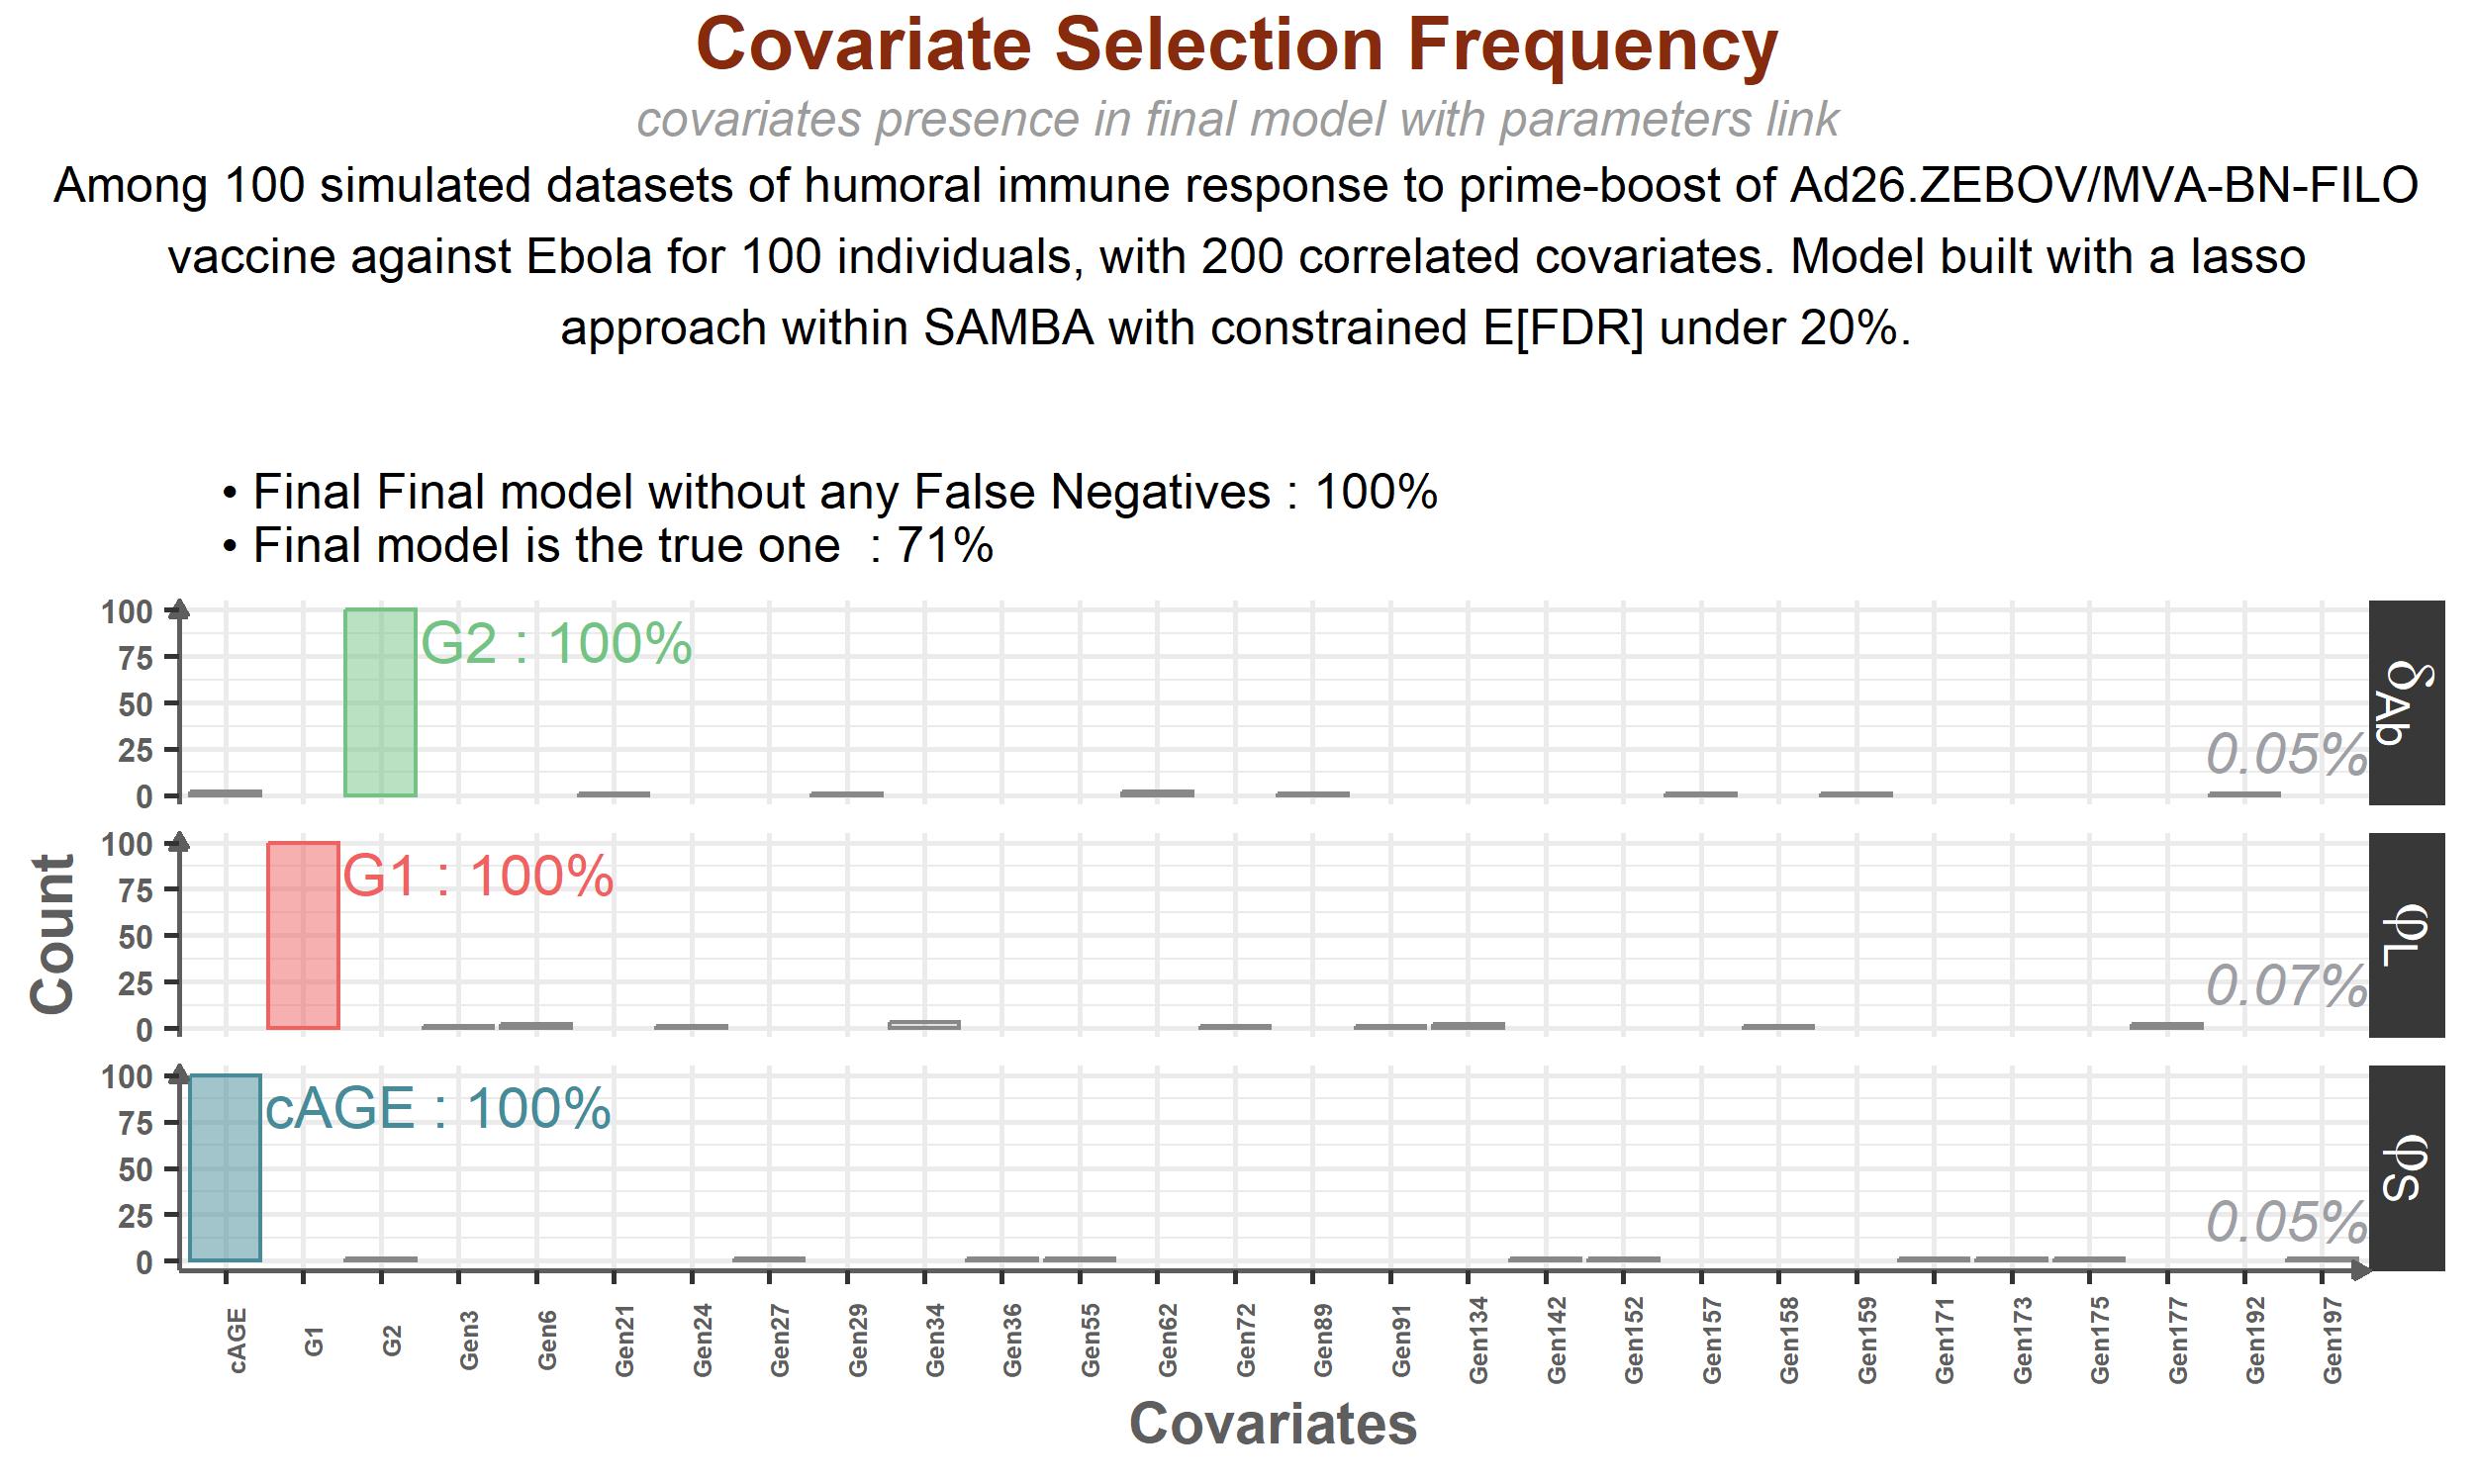 Covariate Selection Frequency
covariates presence in final model with parameters link
Among 100 simulated datasets of humoral immune response to prime-boost of Ad26.ZEBOV/MVA-BN-FILO
vaccine against Ebola for 100 individuals, with 200 correlated covariates. Model built with a lasso
approach within SAMBA with constrained E[FDR] under 20%.
• Final Final model without any False Negatives : 100%
• Final model is the true one  : 71%
Count
100
75
50
25
0
G2 : 100%
0.05%
δAb
100
75
50
25
0
G1 : 100%
0.07%
φL
100
75
50
25
0
cAGE : 100%
0.05%
φS
cAGE
G1
G2
Gen3
Gen6
Gen21
Gen24
Gen27
Gen29
Gen34
Gen36
Gen55
Gen62
Gen72
Gen89
Gen91
Gen134
Gen142
Gen152
Gen157
Gen158
Gen159
Gen171
Gen173
Gen175
Gen177
Gen192
Gen197
Covariates